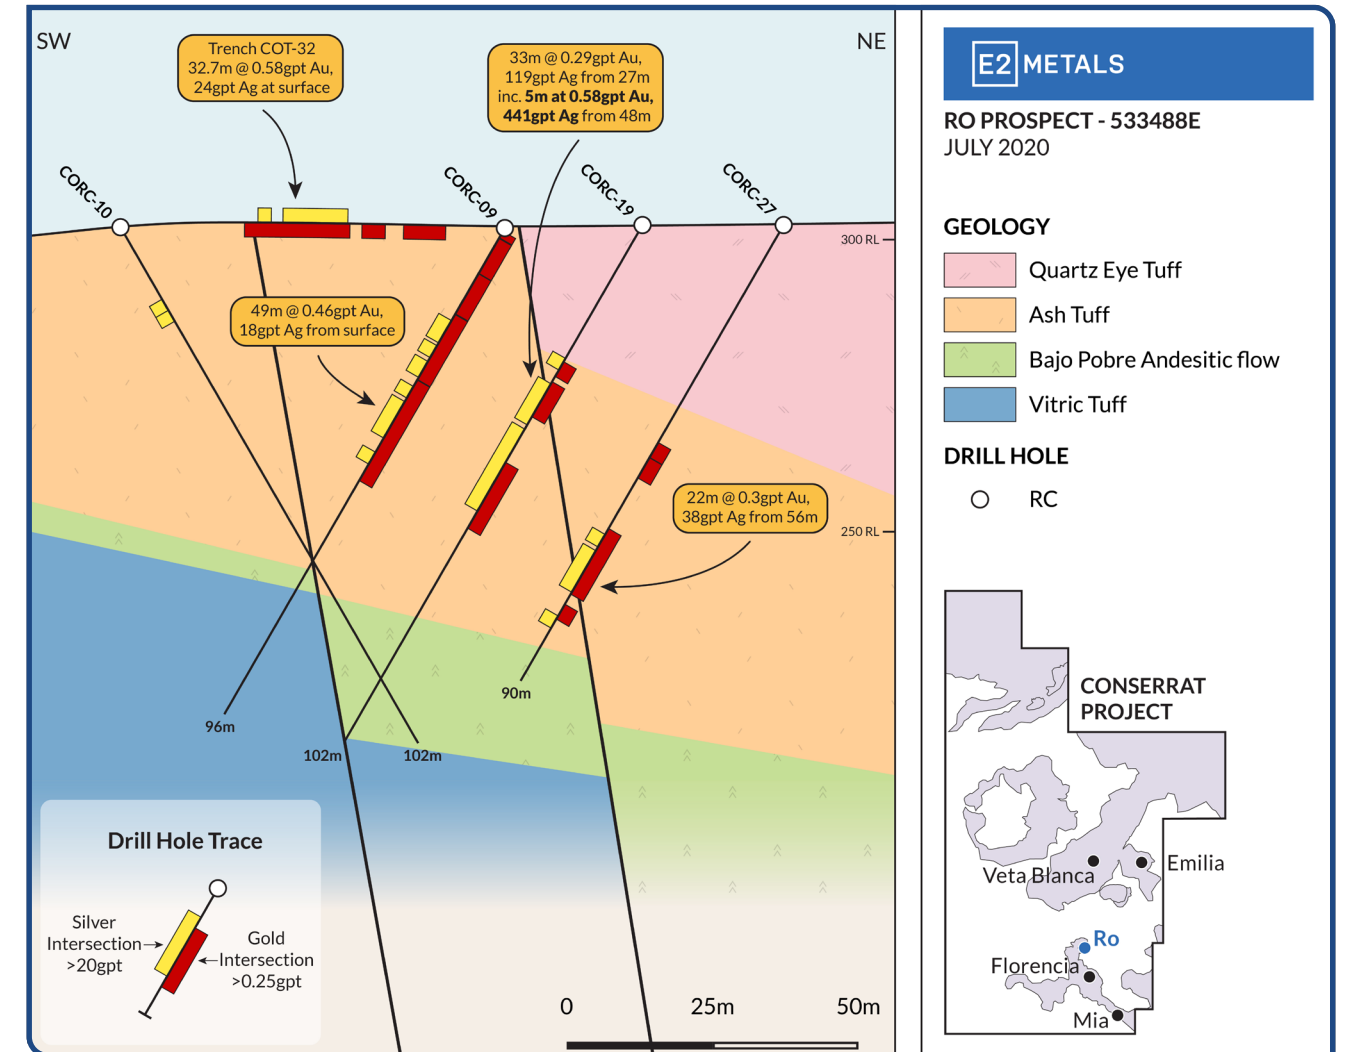 SW
NE
Trench COT-32
32.7m @ 0.58gpt Au,
24gpt Ag at surface
33m @ 0.29gpt Au,
119gpt Ag from 27m
inc. 5m at 0.58gpt Au,
441gpt Ag from 48m
CORC-10
CORC-09
CORC-19
CORC-27
300 RL
49m @ 0.46gpt Au,
18gpt Ag from surface
22m @ 0.3gpt Au,
38gpt Ag from 56m
250 RL
90m
96m
102m
102m
Drill Hole Trace
Silver
Intersection
>20gpt
Gold
Intersection
>0.25gpt
0 25m 50m
E2 METALS
RO PROSPECT - 533488E
JULY 2020
GEOLOGY
Quartz Eye Tuff
Ash Tuff
Bajo Pobre Andesitic flow
Vitric Tuff
DRILL HOLE
RC
CONSERRAT
PROJECT
Veta Blanca
Emilia
Ro
Florencia
Mia